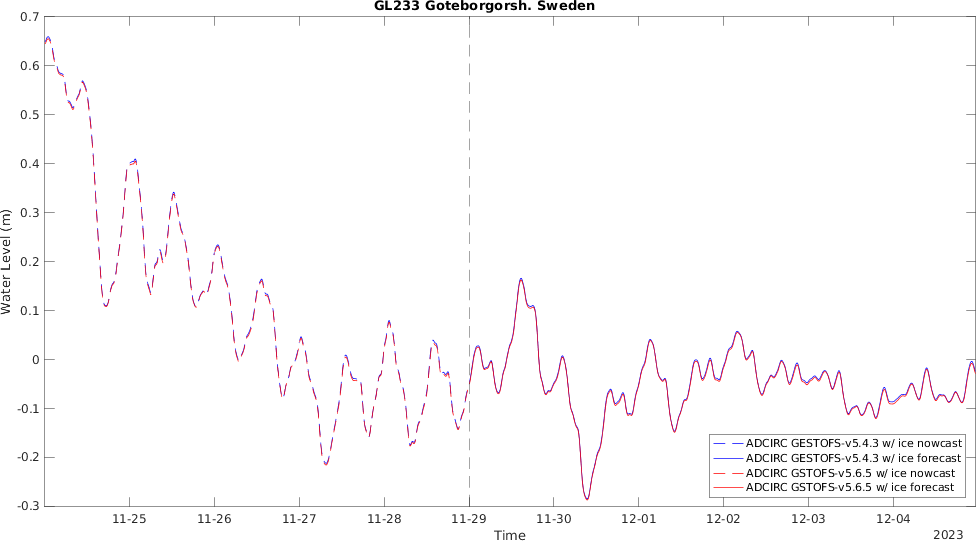 GL233 Goteborgorsh. Sweden
0.7
0.6
0.5
0.4
0.3
0.2
0.1
0
-0.1
-0.2
-0.3
Water Level (m)
ADCIRC GESTOFS-v5.4.3 w/ ice nowcast
ADCIRC GESTOFS-v5.4.3 w/ ice forecast
ADCIRC GSTOFS-v5.6.5 w/ ice nowcast
ADCIRC GSTOFS-v5.6.5 w/ ice forecast
11-25 11-26 11-27 11-28 11-29 11-30 12-01 12-02 12-03 12-04
Time
2023